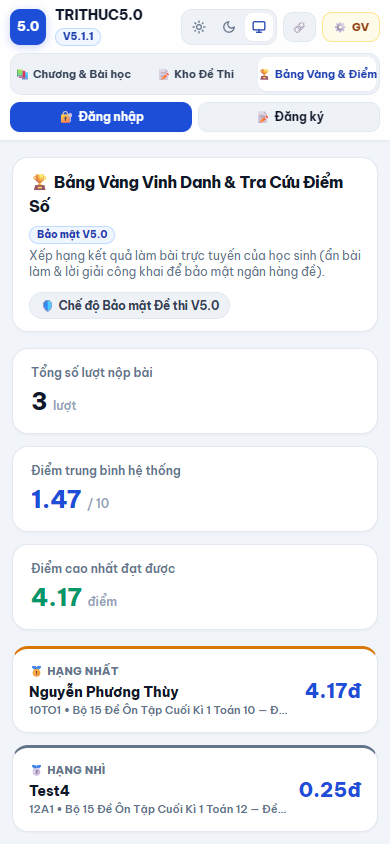 5.0
TRITHUC5.0
V5.1.1
GV
Chương & Bài học
Kho Đề Thi
Bảng Vàng & Điểm
Đăng nhập
Đăng ký
Bảng Vàng Vinh Danh & Tra Cứu Điểm
Số
Bảo mật V5.0
Xếp hạng kết quả làm bài trực tuyến của học sinh (ẩn bài
làm & lời giải công khai để bảo mật ngân hàng đề).
Chế độ Bảo mật Đề thi V5.0
Tổng số lượt nộp bài
3 lượt
Điểm trung bình hệ thống
1.47 / 10
Điểm cao nhất đạt được
4.17 điểm
HẠNG NHẤT
Nguyễn Phương Thùy
4.17đ
10TO1 • Bộ 15 Đề Ôn Tập Cuối Kì 1 Toán 10 — Đ...
HẠNG NHÌ
Test4
0.25đ
12A1 • Bộ 15 Đề Ôn Tập Cuối Kì 1 Toán 12 — Đề...